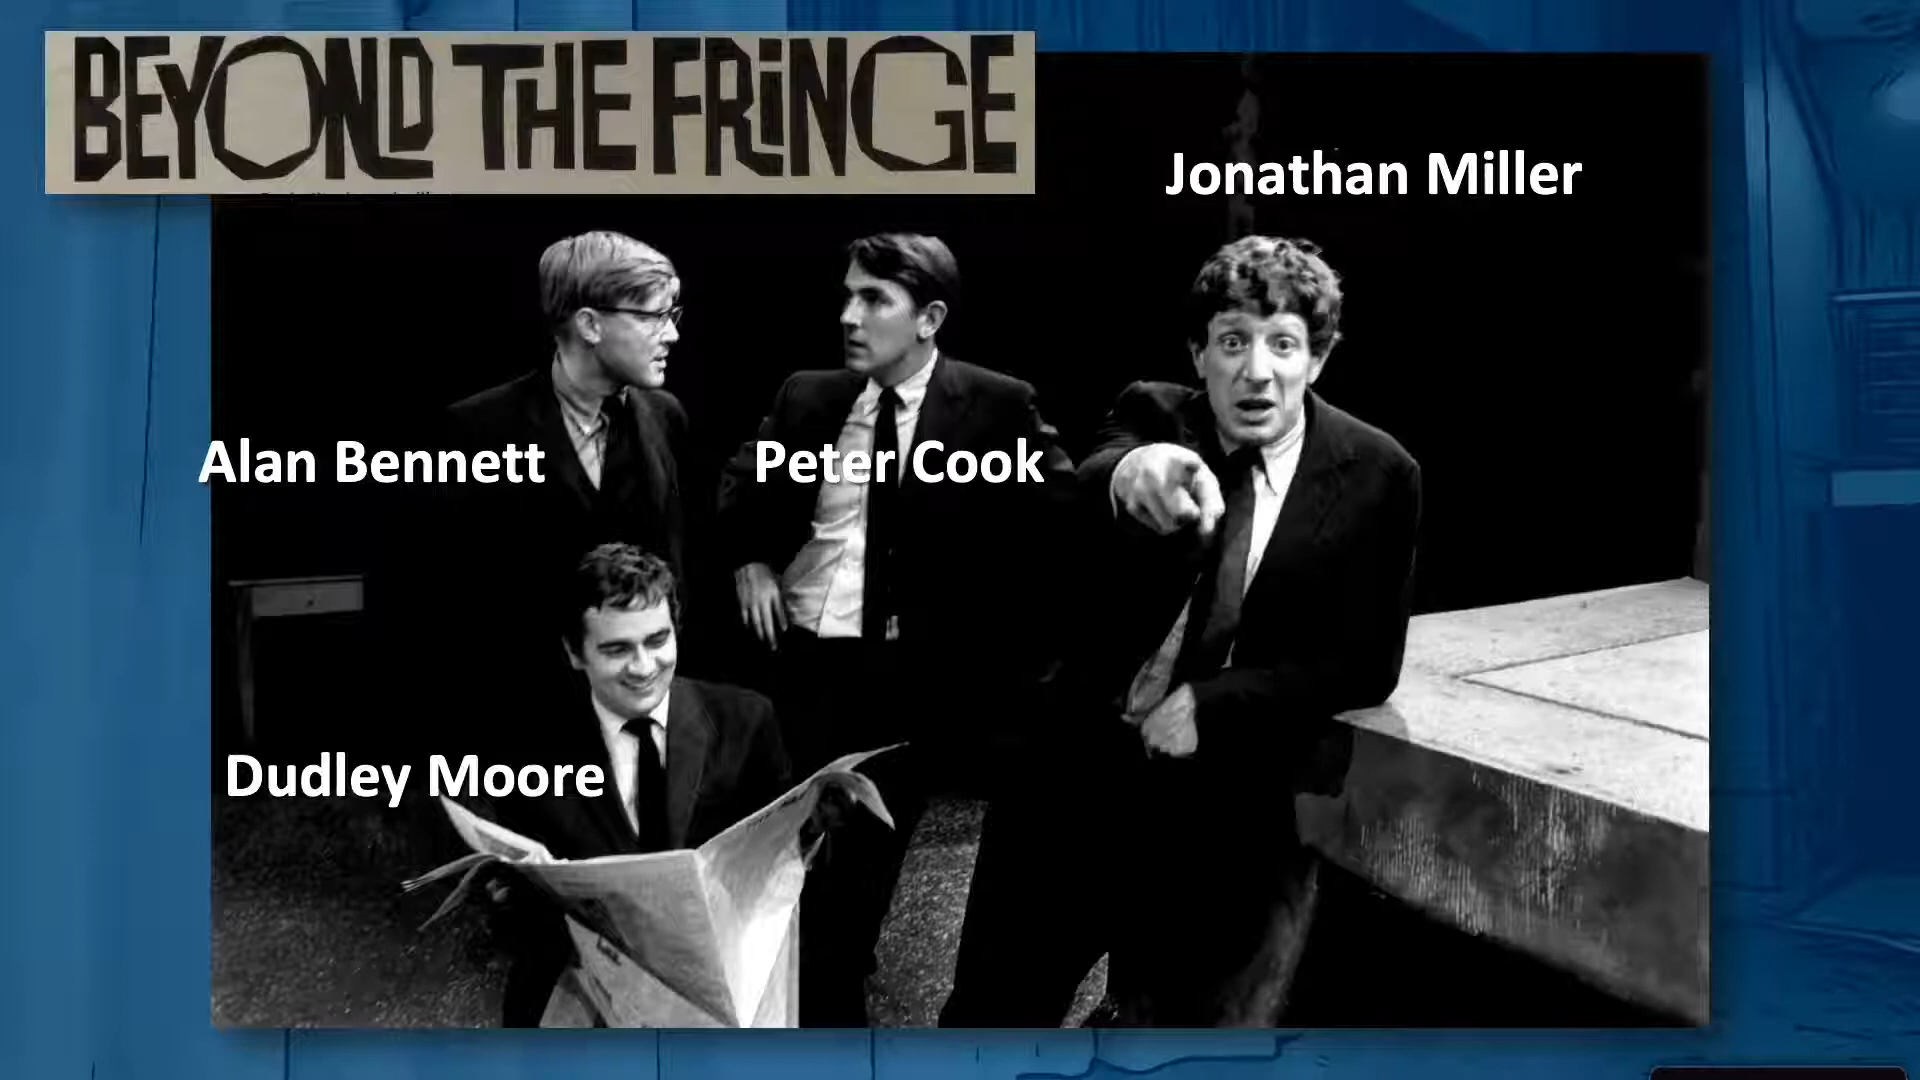 BEYOND THE FRINGE
Jonathan Miller
Alan Bennett
Peter Cook
Dudley Moore